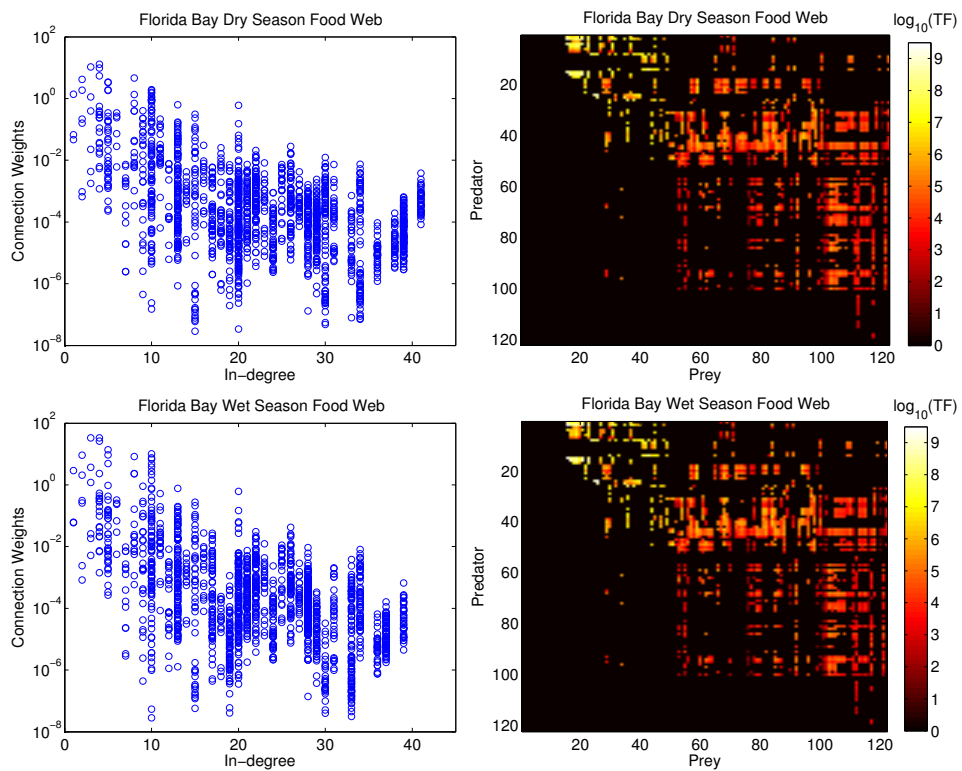 Florida Bay Dry Season Food Web
10^2
10^0
10^−2
10^−4
10^−6
10^−8
Connection Weights
0 10 20 30 40
In-degree
Florida Bay Dry Season Food Web
20
40
60
80
100
120
Predator
20 40 60 80 100 120
Prey
log_10(TF)
9
8
7
6
5
4
3
2
1
0
Florida Bay Wet Season Food Web
10^2
10^0
10^−2
10^−4
10^−6
10^−8
Connection Weights
0 10 20 30 40
In-degree
Florida Bay Wet Season Food Web
20
40
60
80
100
120
Predator
20 40 60 80 100 120
Prey
log_10(TF)
9
8
7
6
5
4
3
2
1
0